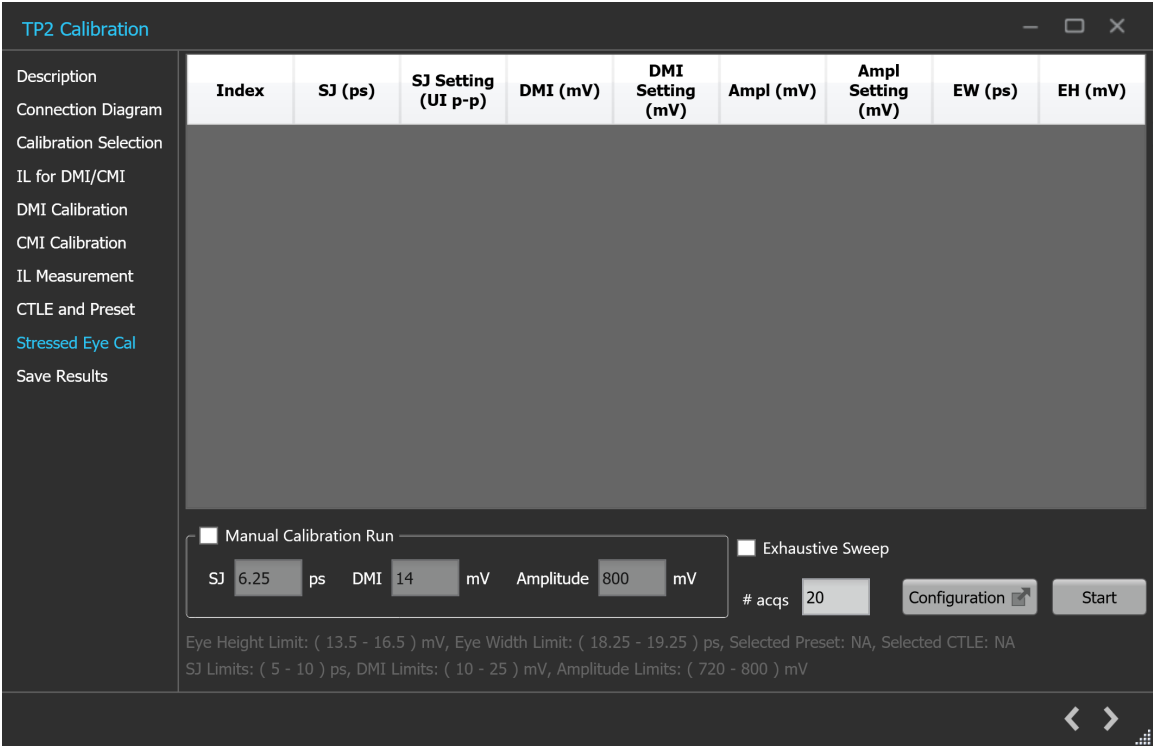 TP2 Calibration
Description
Connection Diagram
Calibration Selection
IL for DMI/CMI
DMI Calibration
CMI Calibration
IL Measurement
CTLE and Preset
Stressed Eye Cal
Save Results
Index SJ (ps) SJ Setting (UI p-p) DMI (mV) DMI Setting (mV) Ampl (mV) Ampl Setting (mV) EW (ps) EH (mV)
Manual Calibration Run
SJ 6.25 ps DMI 14 mV Amplitude 800 mV
Exhaustive Sweep
# acqs 20 Configuration Start
Eye Height Limit: ( 13.5 - 16.5 ) mV, Eye Width Limit: ( 18.25 - 19.25 ) ps, Selected Preset: NA, Selected CTLE: NA
SJ Limits: ( 5 - 10 ) ps, DMI Limits: ( 10 - 25 ) mV, Amplitude Limits: ( 720 - 800 ) mV